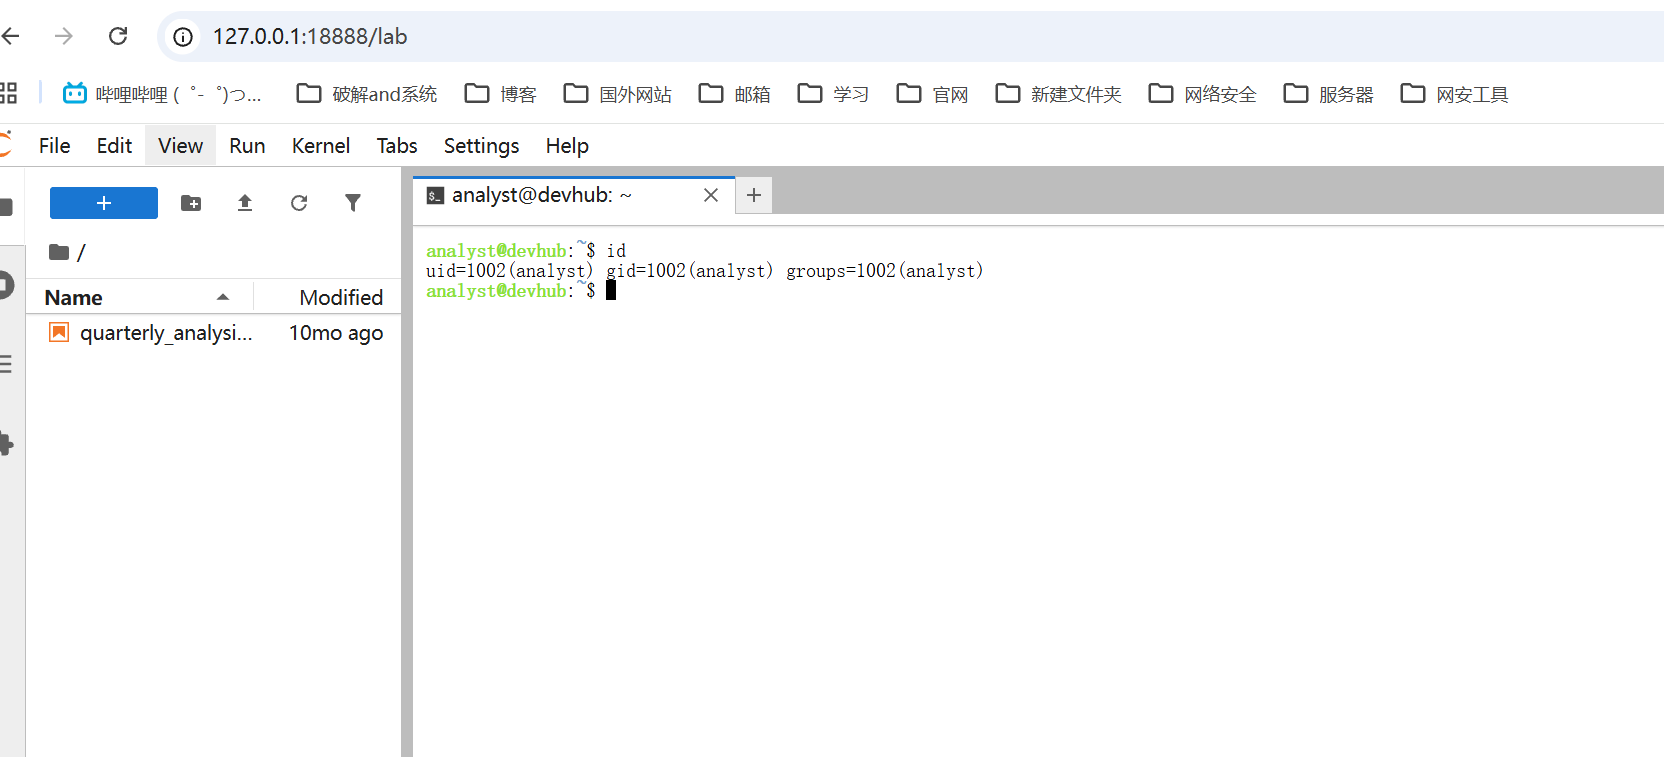 127.0.0.1:18888/lab
哔哩哔哩 (゜-゜)つ... 破解and系统 博客 国外网站 邮箱 学习 官网 新建文件夹 网络安全 服务器 网安工具
File Edit View Run Kernel Tabs Settings Help
analyst@devhub: ~
/
Name Modified
quarterly_analysi... 10mo ago
analyst@devhub:~$ id
uid=1002(analyst) gid=1002(analyst) groups=1002(analyst)
analyst@devhub:~$